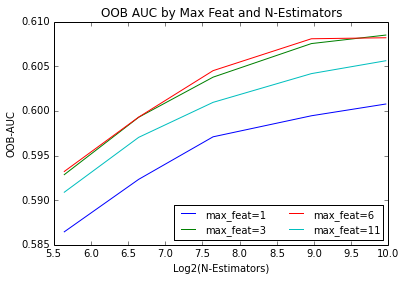 OOB AUC by Max Feat and N-Estimators
0.610
0.605
0.600
0.595
0.590
0.585
OOB-AUC
max_feat=1
max_feat=3
max_feat=6
max_feat=11
5.5 6.0 6.5 7.0 7.5 8.0 8.5 9.0 9.5 10.0
Log2(N-Estimators)